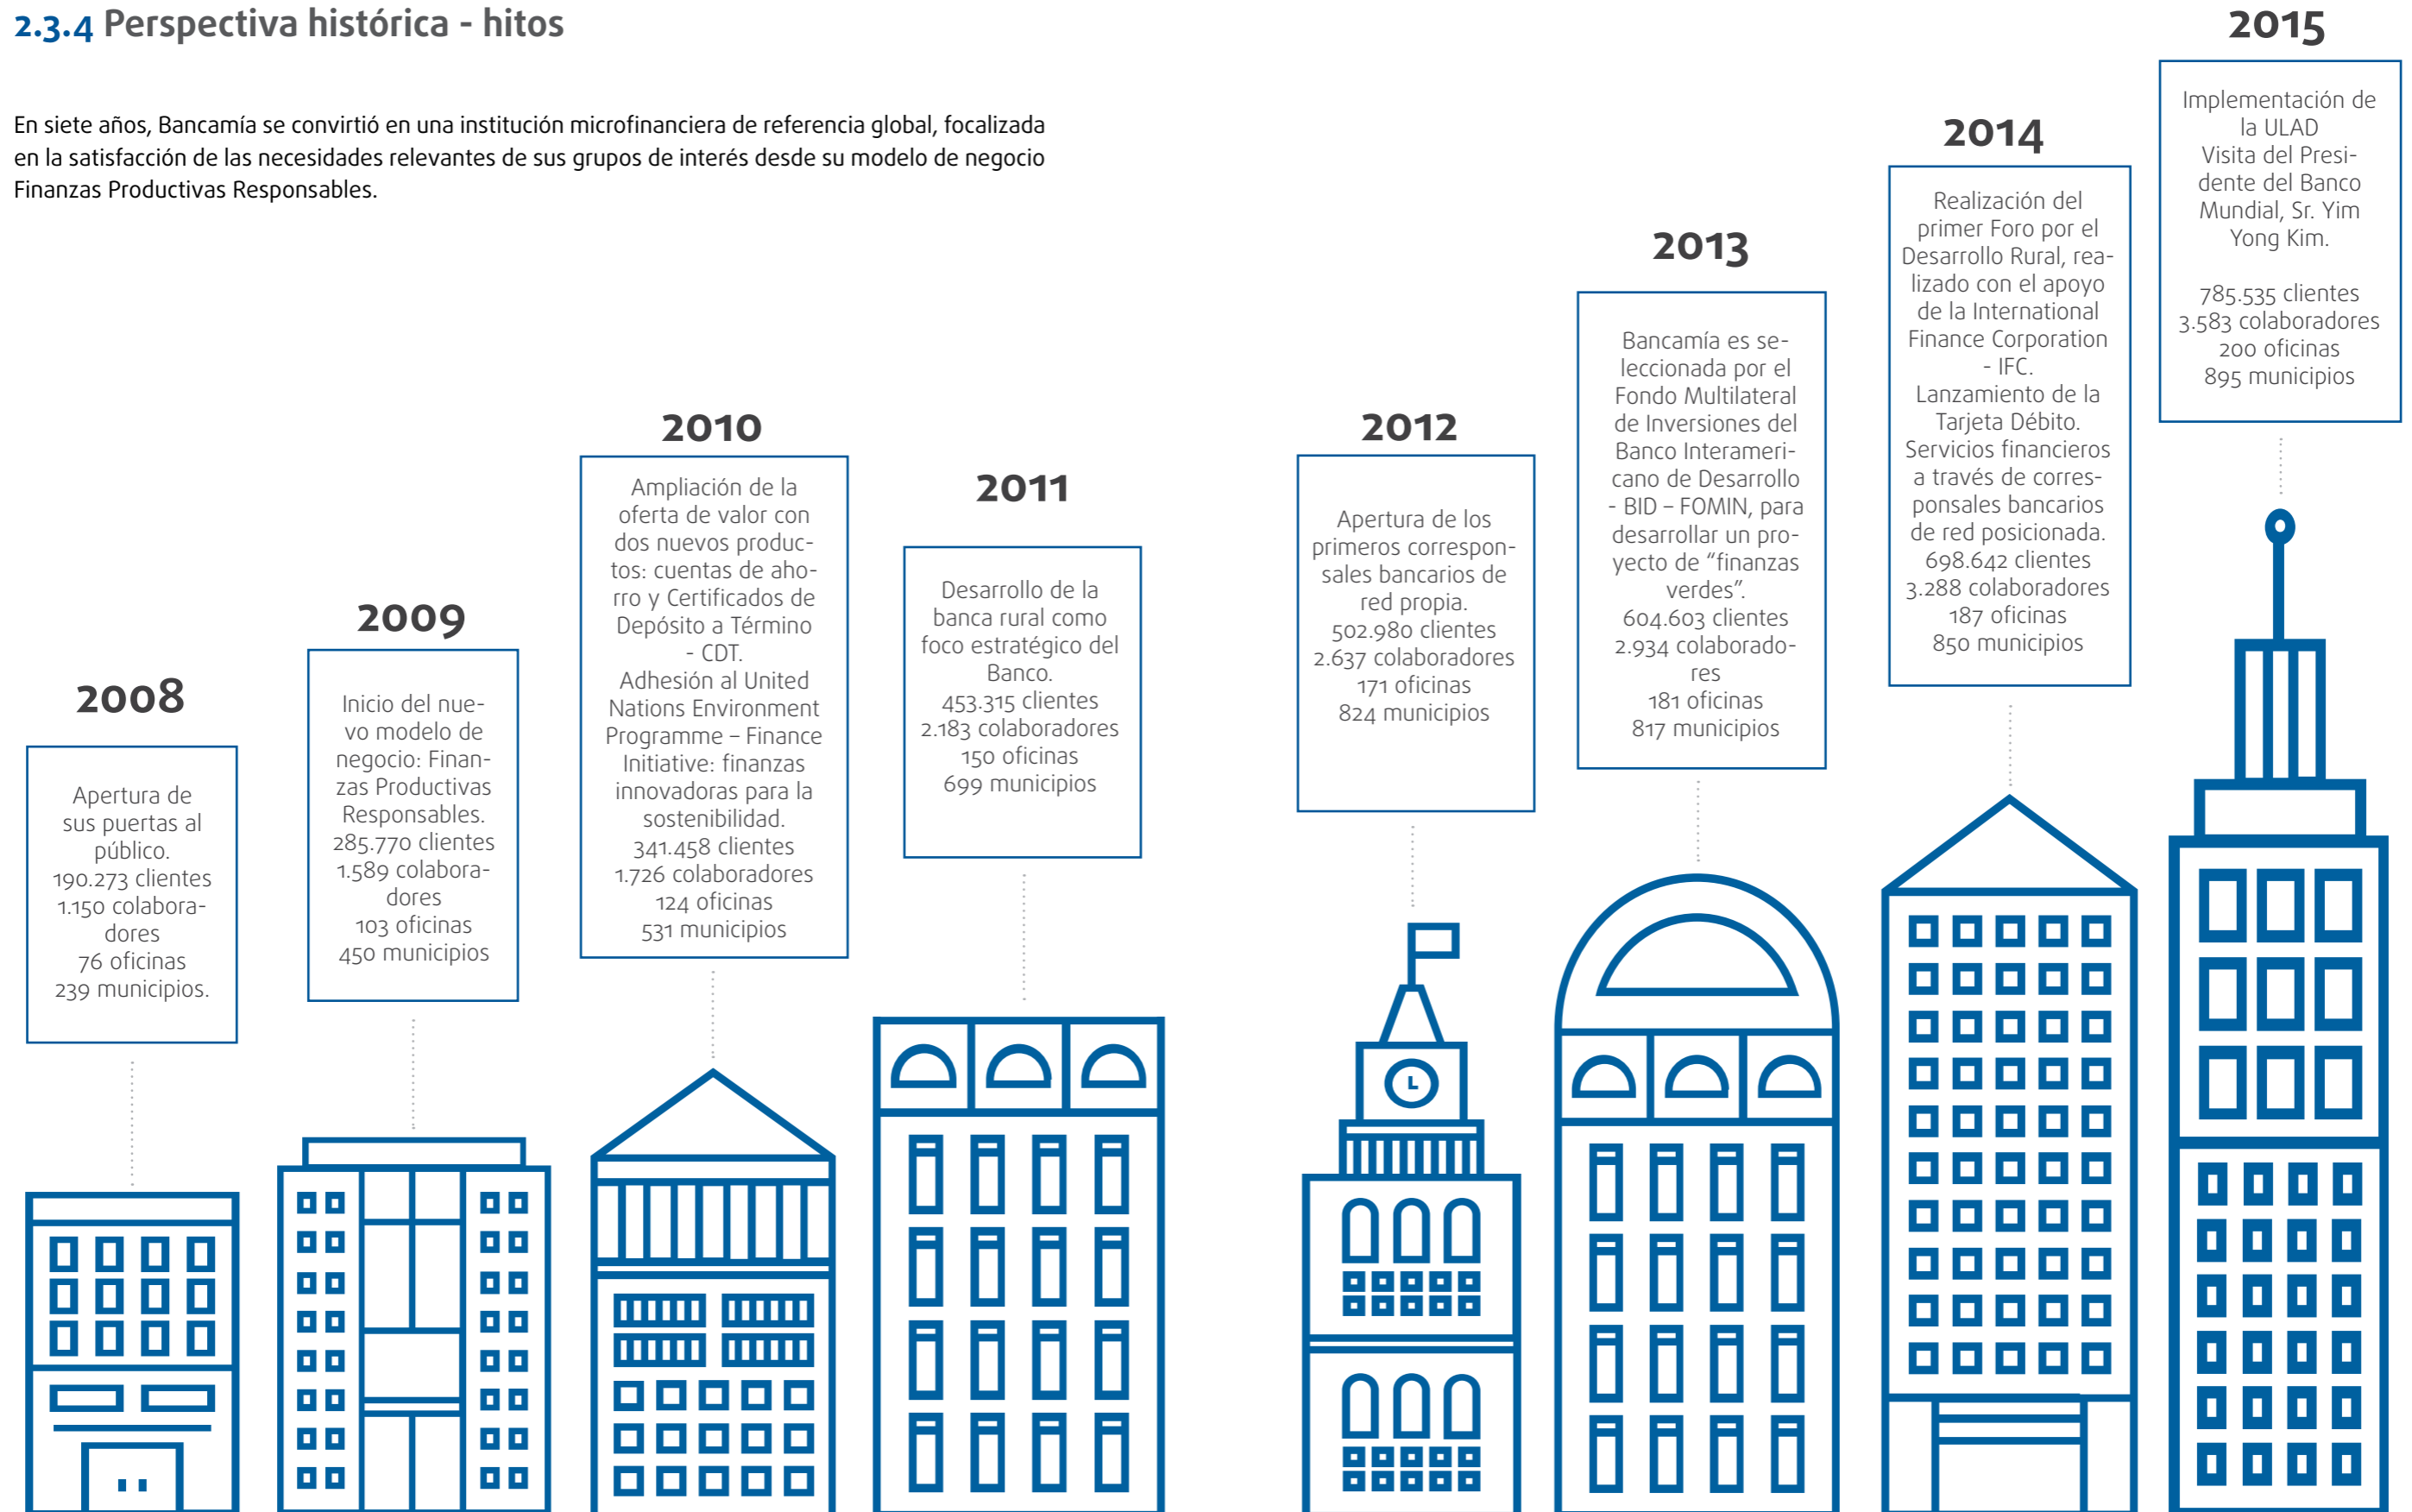 2.3.4 Perspectiva histórica - hitos
En siete años, Bancamía se convirtió en una institución microfinanciera de referencia global, focalizada
en la satisfacción de las necesidades relevantes de sus grupos de interés desde su modelo de negocio
Finanzas Productivas Responsables.
2008
Apertura de
sus puertas al
público.
190.273 clientes
1.150 colabora-
dores
76 oficinas
239 municipios.
2009
Inicio del nue-
vo modelo de
negocio: Finan-
zas Productivas
Responsables.
285.770 clientes
1.589 colabora-
dores
103 oficinas
450 municipios
2010
Ampliación de la
oferta de valor con
dos nuevos produc-
tos: cuentas de aho-
rro y Certificados de
Depósito a Término
- CDT.
Adhesión al United
Nations Environment
Programme – Finance
Initiative: finanzas
innovadoras para la
sostenibilidad.
341.458 clientes
1.726 colaboradores
124 oficinas
531 municipios
2011
Desarrollo de la
banca rural como
foco estratégico del
Banco.
453.315 clientes
2.183 colaboradores
150 oficinas
699 municipios
2012
Apertura de los
primeros correspon-
sales bancarios de
red propia.
502.980 clientes
2.637 colaboradores
171 oficinas
824 municipios
2013
Bancamía es se-
leccionada por el
Fondo Multilateral
de Inversiones del
Banco Interameri-
cano de Desarrollo
- BID – FOMIN, para
desarrollar un pro-
yecto de “finanzas
verdes”.
604.603 clientes
2.934 colaborado-
res
181 oficinas
817 municipios
2014
Realización del
primer Foro por el
Desarrollo Rural, rea-
lizado con el apoyo
de la International
Finance Corporation
- IFC.
Lanzamiento de la
Tarjeta Débito.
Servicios financieros
a través de corres-
ponsales bancarios
de red posicionada.
698.642 clientes
3.288 colaboradores
187 oficinas
850 municipios
2015
Implementación de
la ULAD
Visita del Presi-
dente del Banco
Mundial, Sr. Yim
Yong Kim.
785.535 clientes
3.583 colaboradores
200 oficinas
895 municipios